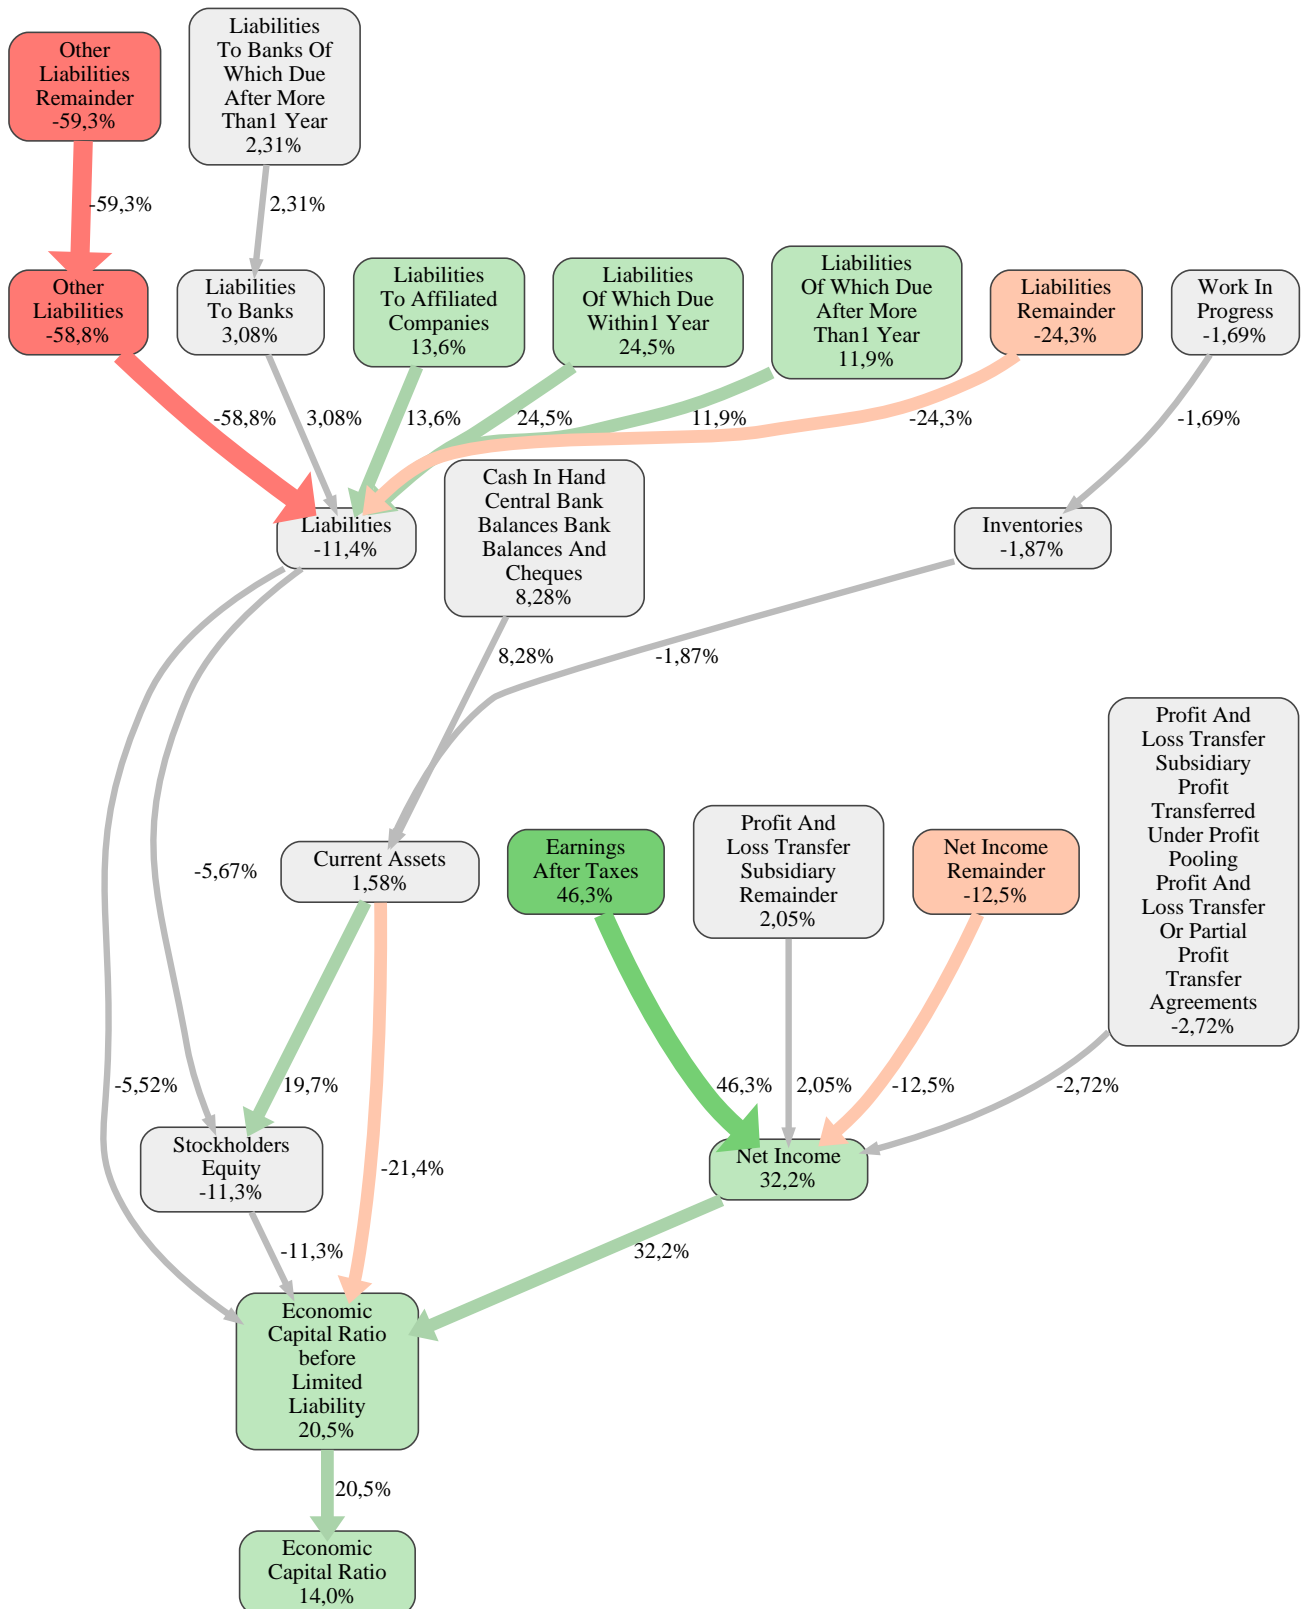 Other
Liabilities
Remainder
-59,3%
Liabilities
To Banks Of
Which Due
After More
Than1 Year
2,31%
-59,3%
2,31%
Other
Liabilities
-58,8%
Liabilities
To Banks
3,08%
Liabilities
To Affiliated
Companies
13,6%
Liabilities
Of Which Due
Within1 Year
24,5%
Liabilities
Of Which Due
After More
Than1 Year
11,9%
Liabilities
Remainder
-24,3%
Work In
Progress
-1,69%
-58,8%
3,08%
13,6%
24,5%
11,9%
-24,3%
-1,69%
Liabilities
-11,4%
Cash In Hand
Central Bank
Balances Bank
Balances And
Cheques
8,28%
Inventories
-1,87%
8,28%
-1,87%
Profit And
Loss Transfer
Subsidiary
Profit
Transferred
Under Profit
Pooling
Profit And
Loss Transfer
Or Partial
Profit
Transfer
Agreements
-2,72%
-5,67%
Current Assets
1,58%
Earnings
After Taxes
46,3%
Profit And
Loss Transfer
Subsidiary
Remainder
2,05%
Net Income
Remainder
-12,5%
-5,52%
19,7%
46,3%
2,05%
-12,5%
-2,72%
Stockholders
Equity
-11,3%
-21,4%
Net Income
32,2%
-11,3%
32,2%
Economic
Capital Ratio
before
Limited
Liability
20,5%
20,5%
Economic
Capital Ratio
14,0%